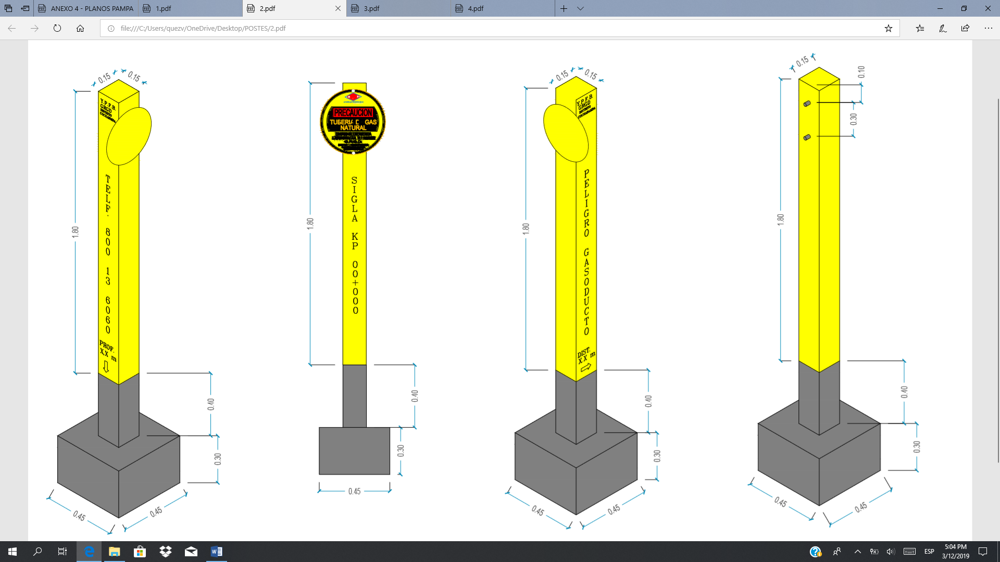 ANEXO 4 - PLANOS PAMPA
1.pdf
2.pdf
3.pdf
4.pdf
file:///C:/Users/quezv/OneDrive/Desktop/POSTES/2.pdf
0.15
0.15
1.80
Y.P.F.B.
GRGD
DISTRITO
COCHABAMBA
TELF. 800 13 6060
PROF.
X.X m
0.40
0.30
0.45
0.45
1.80
PRECAUCION
GAS
NATURAL
SIGLA KP 00+000
0.40
0.30
0.45
0.15
0.15
1.80
Y.P.F.B.
GRGD
DISTRITO
COCHABAMBA
PELIGRO GASODUCTO
DIST.
XX m
0.40
0.30
0.45
0.45
0.15
0.10
0.30
1.80
0.40
0.30
0.45
0.45
ESP
5:04 PM
3/12/2019